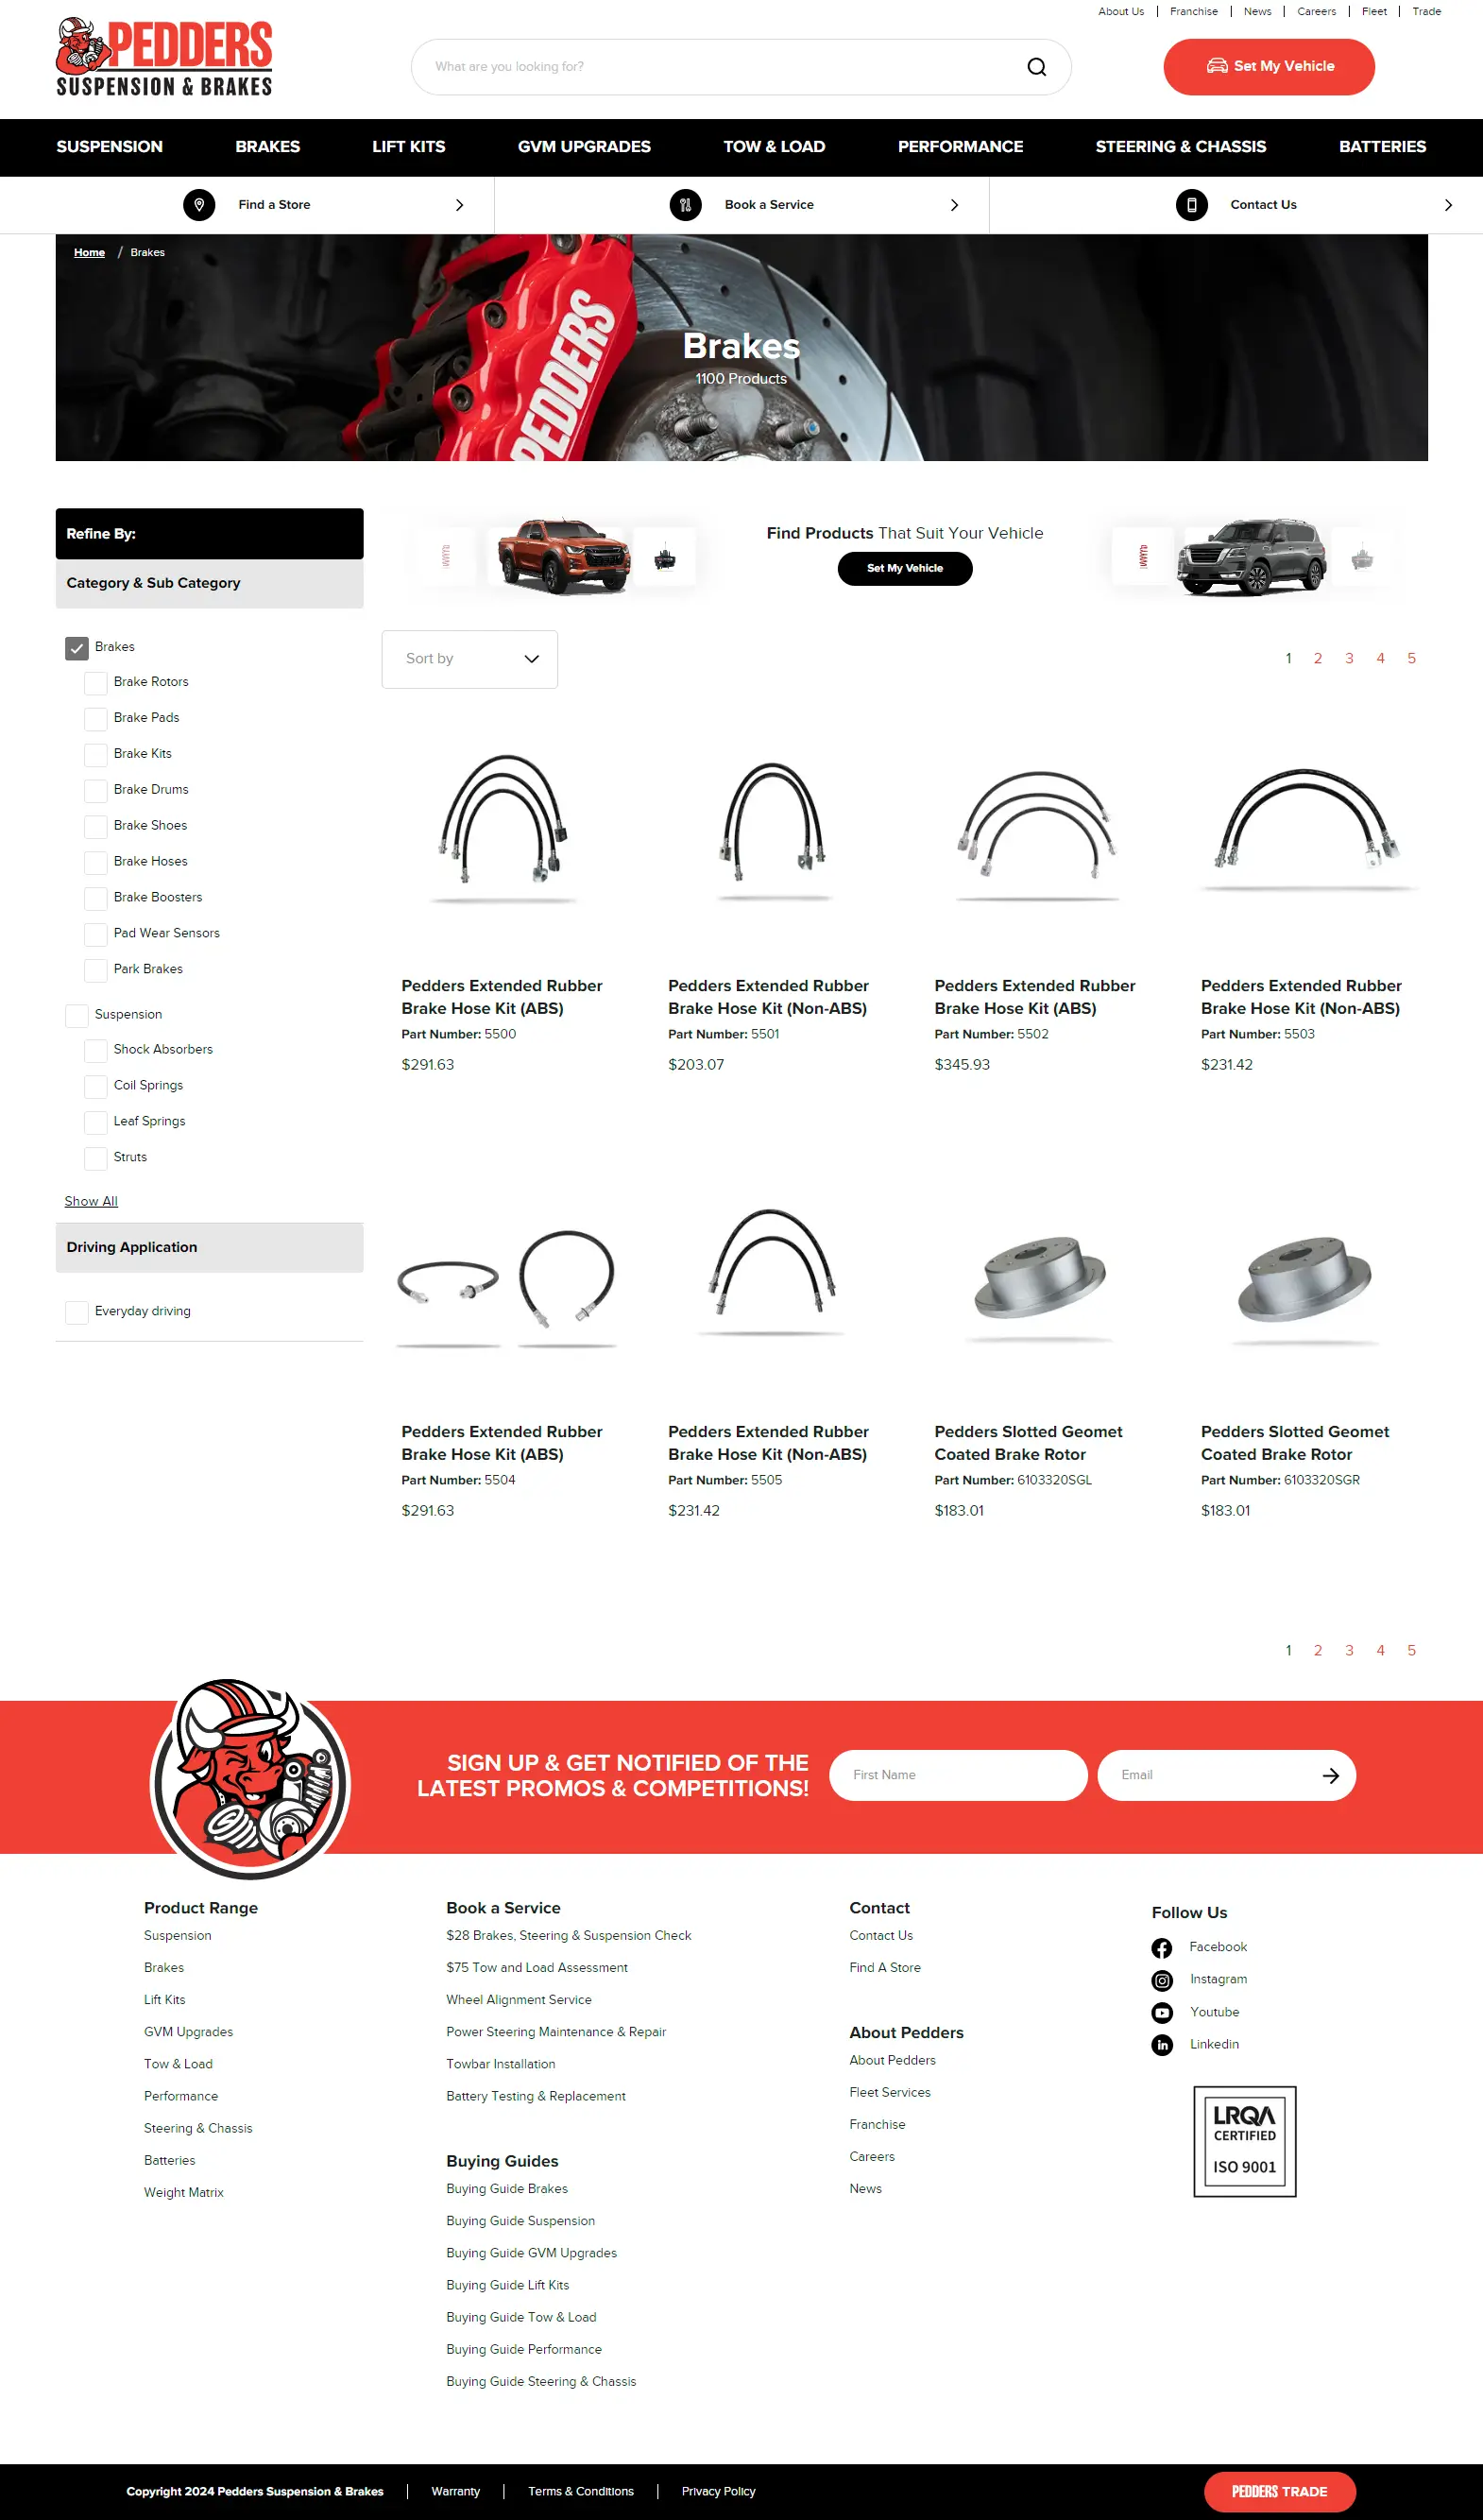 About Us | Franchise | News | Careers | Fleet | Trade
PEDDERS
SUSPENSION & BRAKES
What are you looking for?
Set My Vehicle
SUSPENSION BRAKES LIFT KITS GVM UPGRADES TOW & LOAD PERFORMANCE STEERING & CHASSIS BATTERIES
Find a Store
Book a Service
Contact Us
Home / Brakes
PEDDERS
Brakes
1100 Products
Refine By:
Category & Sub Category
Brakes
Brake Rotors
Brake Pads
Brake Kits
Brake Drums
Brake Shoes
Brake Hoses
Brake Boosters
Pad Wear Sensors
Park Brakes
Suspension
Shock Absorbers
Coil Springs
Leaf Springs
Struts
Show All
Driving Application
Everyday driving
Find Products That Suit Your Vehicle
Set My Vehicle
Sort by
1 2 3 4 5
Pedders Extended Rubber
Brake Hose Kit (ABS)
Part Number: 5500
$291.63
Pedders Extended Rubber
Brake Hose Kit (Non-ABS)
Part Number: 5501
$203.07
Pedders Extended Rubber
Brake Hose Kit (ABS)
Part Number: 5502
$345.93
Pedders Extended Rubber
Brake Hose Kit (Non-ABS)
Part Number: 5503
$231.42
Pedders Extended Rubber
Brake Hose Kit (ABS)
Part Number: 5504
$291.63
Pedders Extended Rubber
Brake Hose Kit (Non-ABS)
Part Number: 5505
$231.42
Pedders Slotted Geomet
Coated Brake Rotor
Part Number: 6103320SGL
$183.01
Pedders Slotted Geomet
Coated Brake Rotor
Part Number: 6103320SGR
$183.01
1 2 3 4 5
SIGN UP & GET NOTIFIED OF THE
LATEST PROMOS & COMPETITIONS!
First Name
Email
Product Range
Suspension
Brakes
Lift Kits
GVM Upgrades
Tow & Load
Performance
Steering & Chassis
Batteries
Weight Matrix
Book a Service
$28 Brakes, Steering & Suspension Check
$75 Tow and Load Assessment
Wheel Alignment Service
Power Steering Maintenance & Repair
Towbar Installation
Battery Testing & Replacement
Buying Guides
Buying Guide Brakes
Buying Guide Suspension
Buying Guide GVM Upgrades
Buying Guide Lift Kits
Buying Guide Tow & Load
Buying Guide Performance
Buying Guide Steering & Chassis
Contact
Contact Us
Find A Store
About Pedders
About Pedders
Fleet Services
Franchise
Careers
News
Follow Us
Facebook
Instagram
Youtube
Linkedin
LRQA
CERTIFIED
ISO 9001
Copyright 2024 Pedders Suspension & Brakes | Warranty | Terms & Conditions | Privacy Policy
PEDDERS TRADE